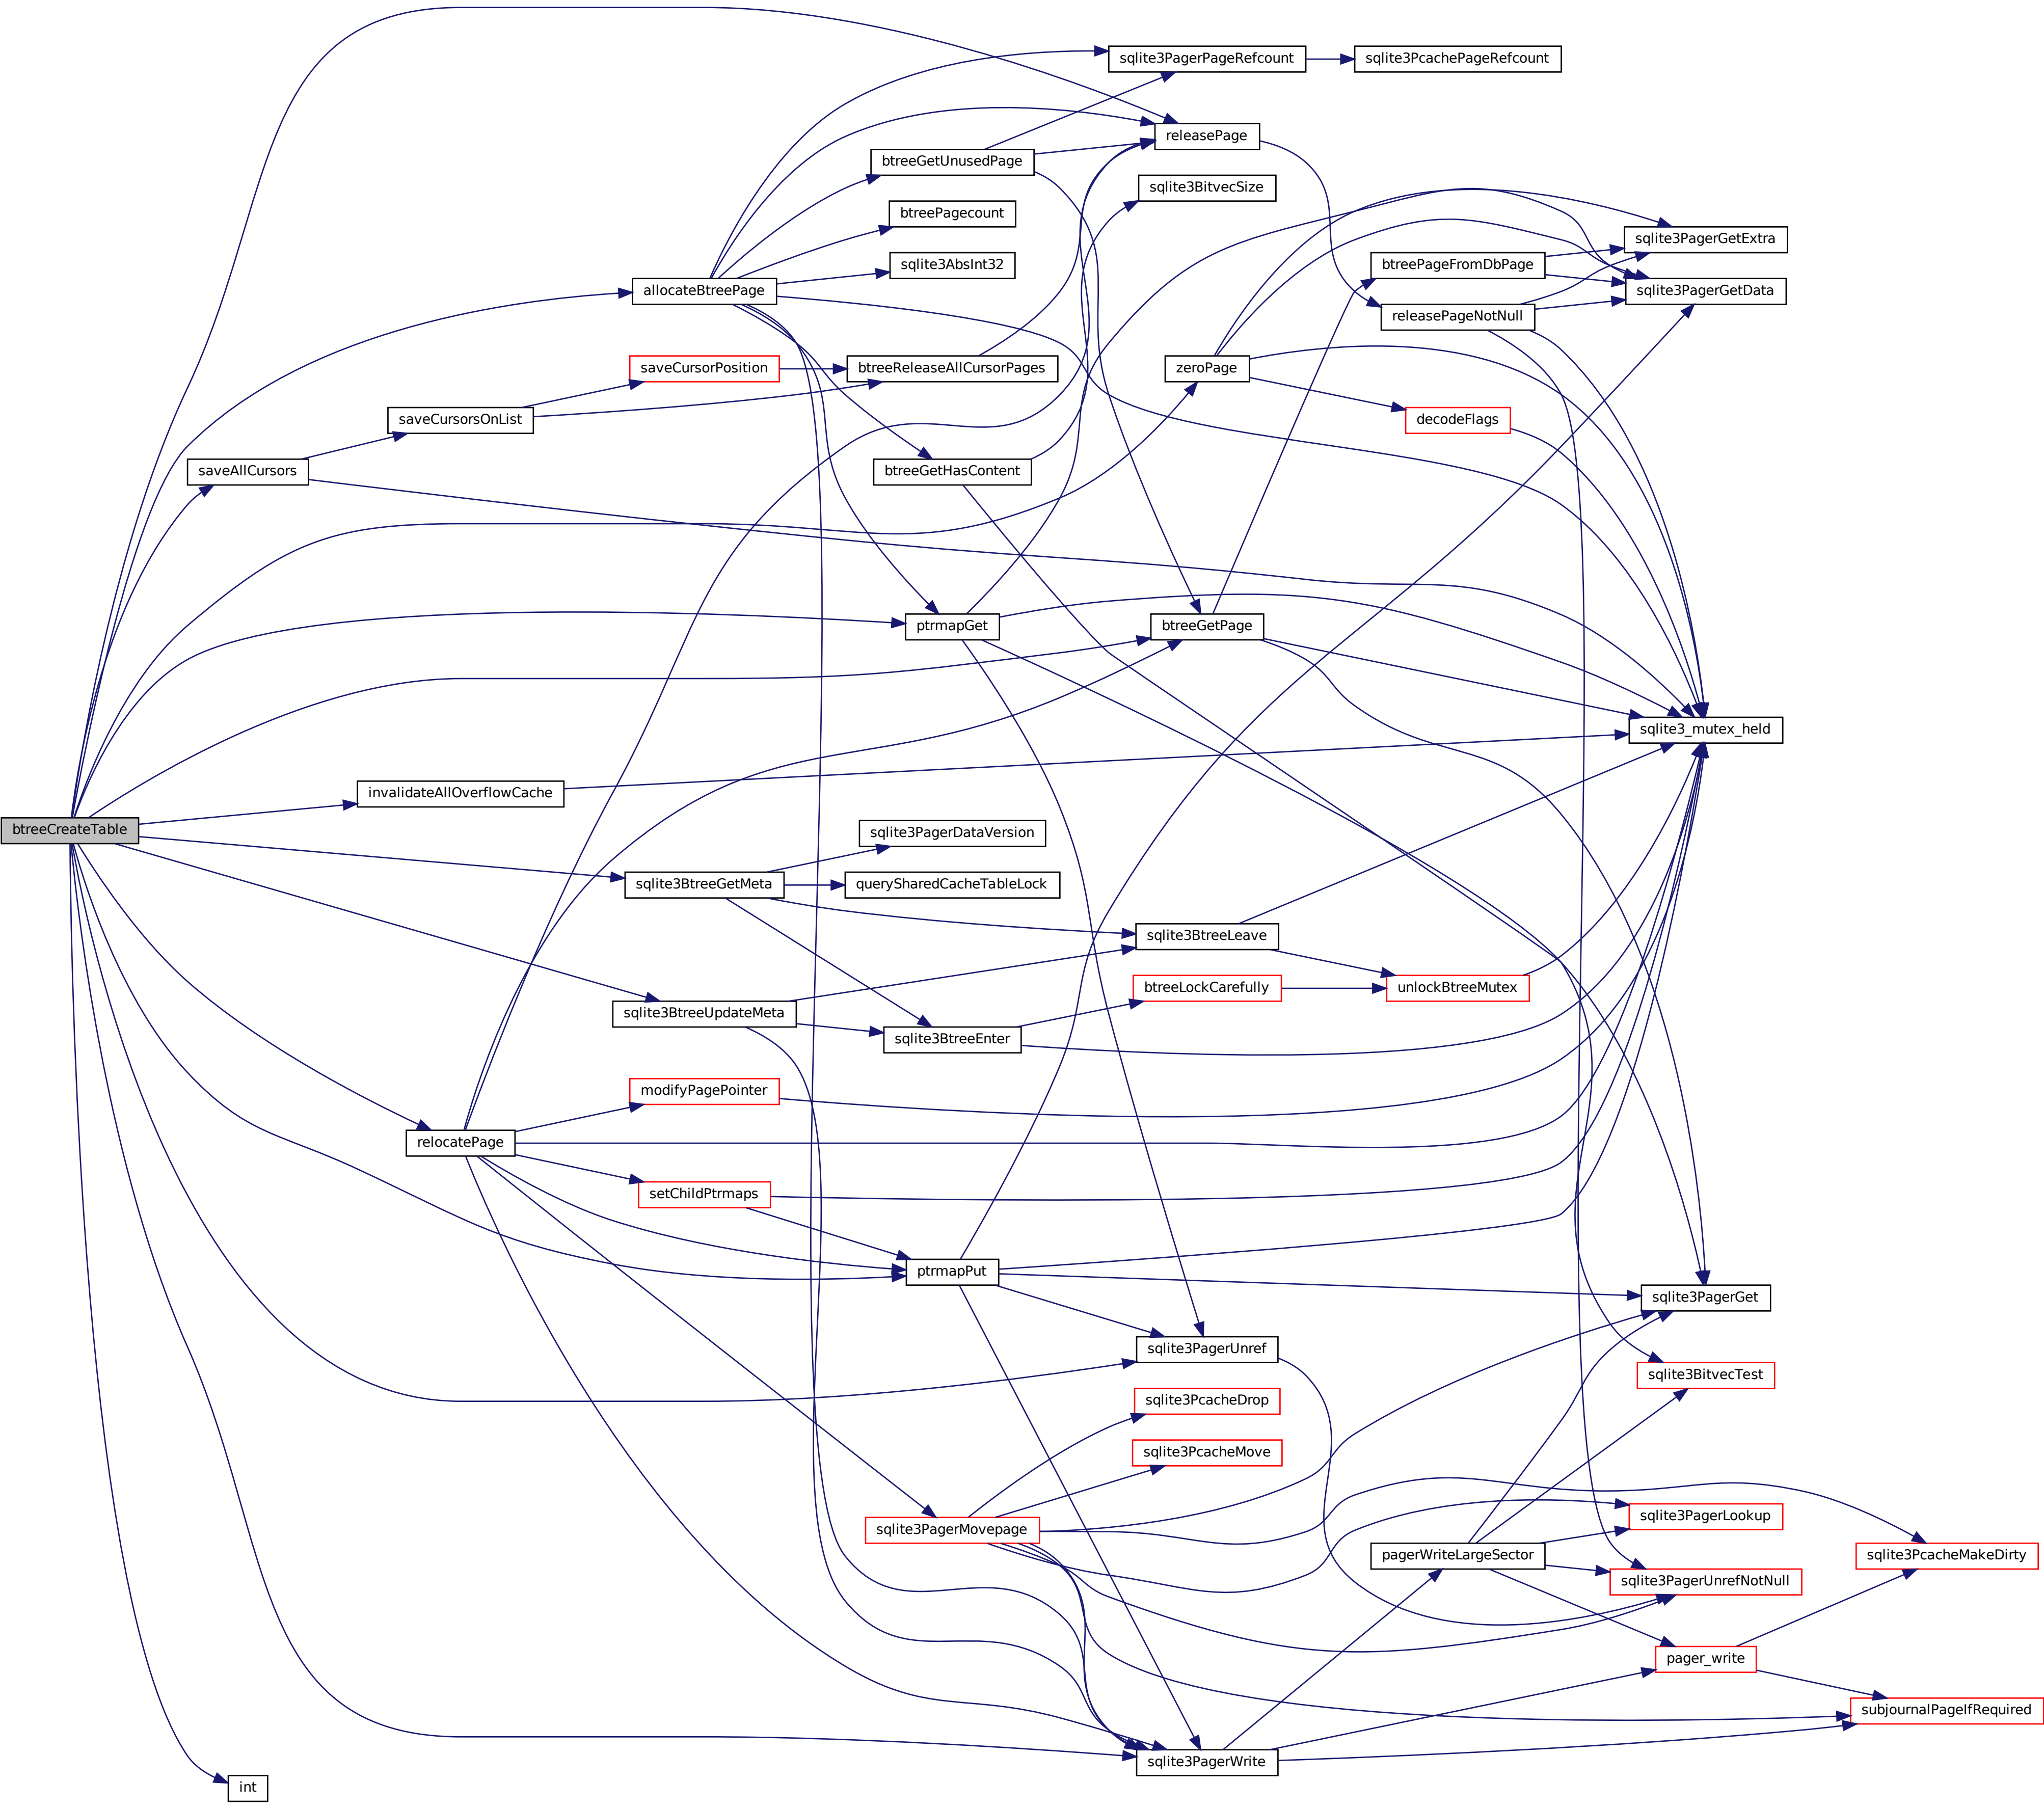 sqlite3PagerPageRefcount
sqlite3PcachePageRefcount
releasePage
btreeGetUnusedPage
sqlite3BitvecSize
btreePagecount
sqlite3PagerGetExtra
sqlite3AbsInt32
btreePageFromDbPage
allocateBtreePage
sqlite3PagerGetData
releasePageNotNull
saveCursorPosition
btreeReleaseAllCursorPages
zeroPage
saveCursorsOnList
decodeFlags
saveAllCursors
btreeGetHasContent
ptrmapGet
btreeGetPage
sqlite3_mutex_held
invalidateAllOverflowCache
btreeCreateTable
sqlite3PagerDataVersion
sqlite3BtreeGetMeta
querySharedCacheTableLock
sqlite3BtreeLeave
btreeLockCarefully
unlockBtreeMutex
sqlite3BtreeUpdateMeta
sqlite3BtreeEnter
modifyPagePointer
relocatePage
setChildPtrmaps
ptrmapPut
sqlite3PagerGet
sqlite3PagerUnref
sqlite3BitvecTest
sqlite3PcacheDrop
sqlite3PcacheMove
sqlite3PagerLookup
sqlite3PagerMovepage
pagerWriteLargeSector
sqlite3PcacheMakeDirty
sqlite3PagerUnrefNotNull
pager_write
subjournalPageIfRequired
sqlite3PagerWrite
int